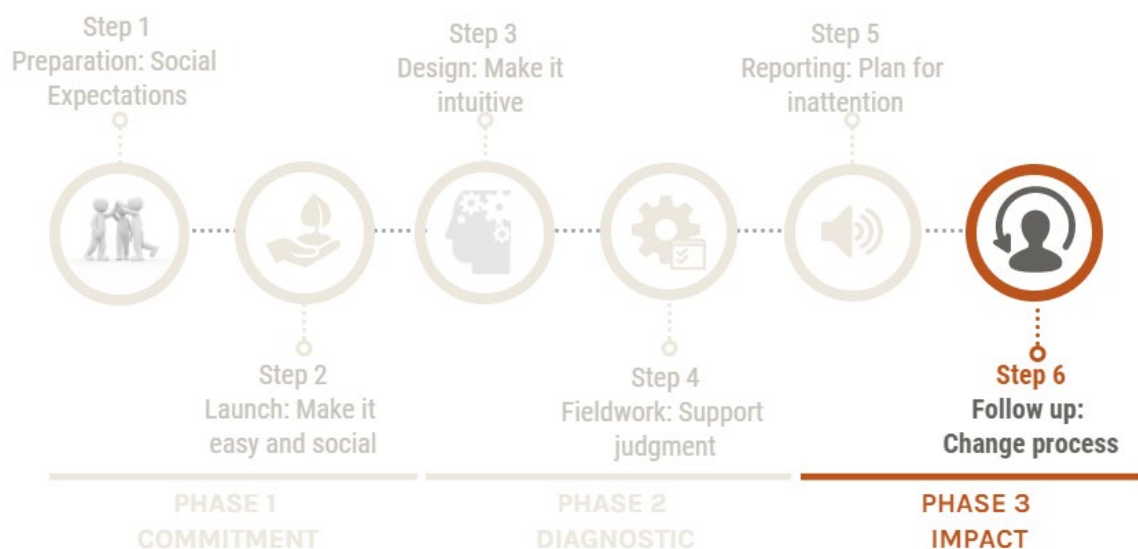 Step 1
Preparation: Social
Expectations
Step 3
Design: Make it
intuitive
Step 5
Reporting: Plan for
inattention
Step 2
Launch: Make it
easy and social
Step 4
Fieldwork: Support
judgment
Step 6
Follow up:
Change process
PHASE 1
COMMITMENT
PHASE 2
DIAGNOSTIC
PHASE 3
IMPACT